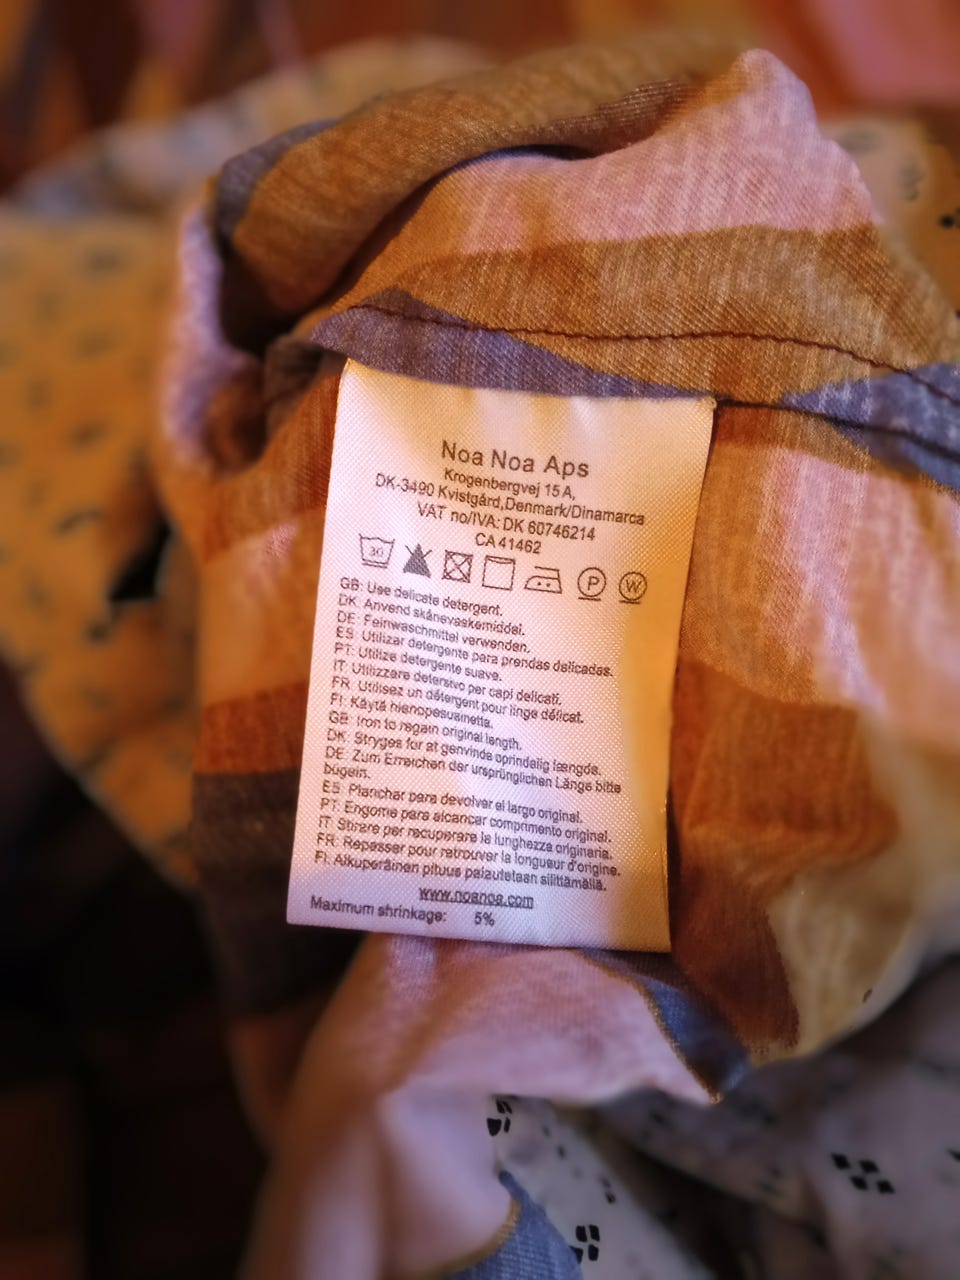 Noa Noa Aps
Krogenbergvej 15 A,
DK-3490 Kvistgård,Denmark/Dinamarca
VAT no/IVA: DK 60746214
CA 41462
30
P
W
GB: Use delicate detergent.
DK: Anvend skånevaskemiddel.
DE: Feinwaschmittel verwenden.
ES: Utilizar detergente para prendas delicadas.
PT: Utilize detergente suave.
IT: Utilizzare detersivo per capi delicati.
FR: Utilisez un détergent pour linge délicat.
FI: Käytä hienopesuainetta.
GB: Iron to regain original length.
DK: Stryges for at genvinde oprindelig længde.
DE: Zum Erreichen der ursprünglichen Länge bitte
bügeln.
ES: Planchar para devolver el largo original.
PT: Engome para alcançar comprimento original.
IT: Stirare per recuperare la lunghezza originaria.
FR: Repasser pour retrouver la longueur d'origine.
FI: Alkuperäinen pituus palautetaan silittämällä.
www.noanoa.com
Maximum shrinkage: 5%